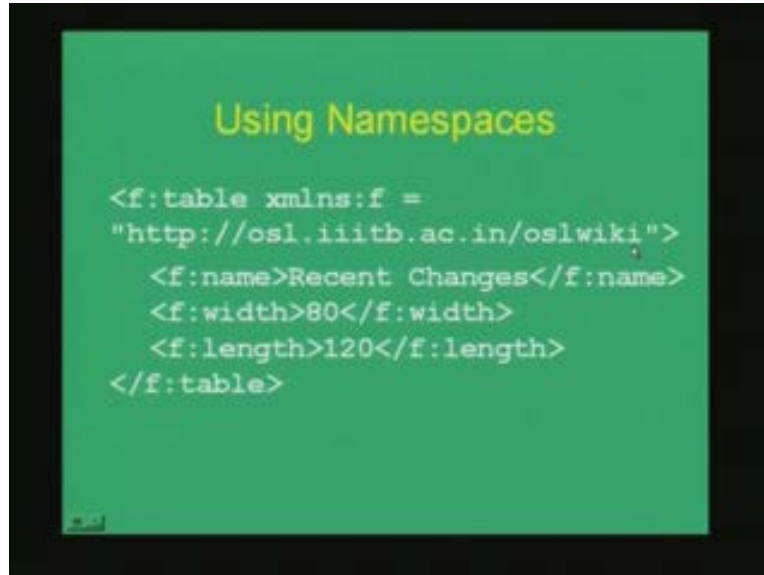 Using Namespaces
<f:table xmlns:f =
"http://osl.iiitb.ac.in/oslwiki">
<f:name>Recent Changes</f:name>
<f:width>80</f:width>
<f:length>120</f:length>
</f:table>